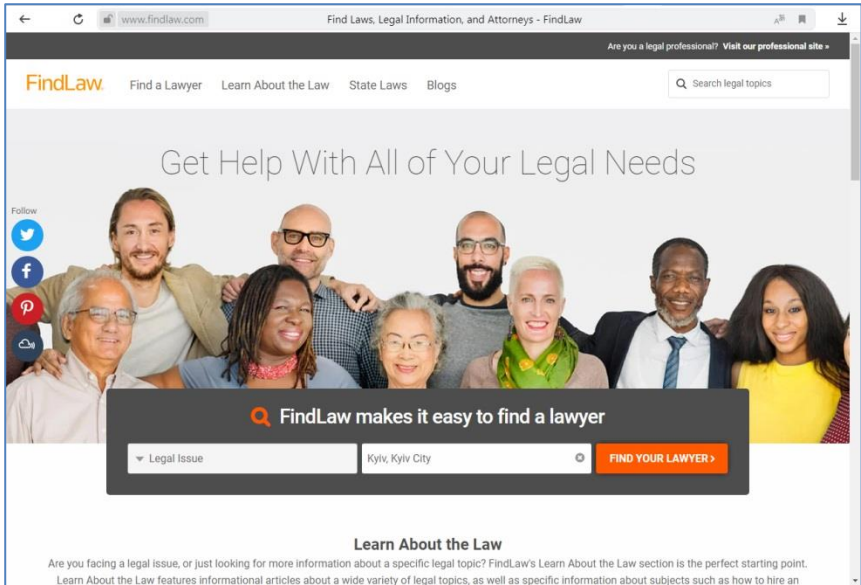 www.findlaw.com
Find Laws, Legal Information, and Attorneys - FindLaw
Are you a legal professional? Visit our professional site »
FindLaw.
Find a Lawyer Learn About the Law State Laws Blogs
Search legal topics
Get Help With All of Your Legal Needs
Follow
FindLaw makes it easy to find a lawyer
Legal Issue
Kyiv, Kyiv City
FIND YOUR LAWYER ›
Learn About the Law
Are you facing a legal issue, or just looking for more information about a specific legal topic? FindLaw's Learn About the Law section is the perfect starting point.
Learn About the Law features informational articles about a wide variety of legal topics, as well as specific information about subjects such as how to hire an